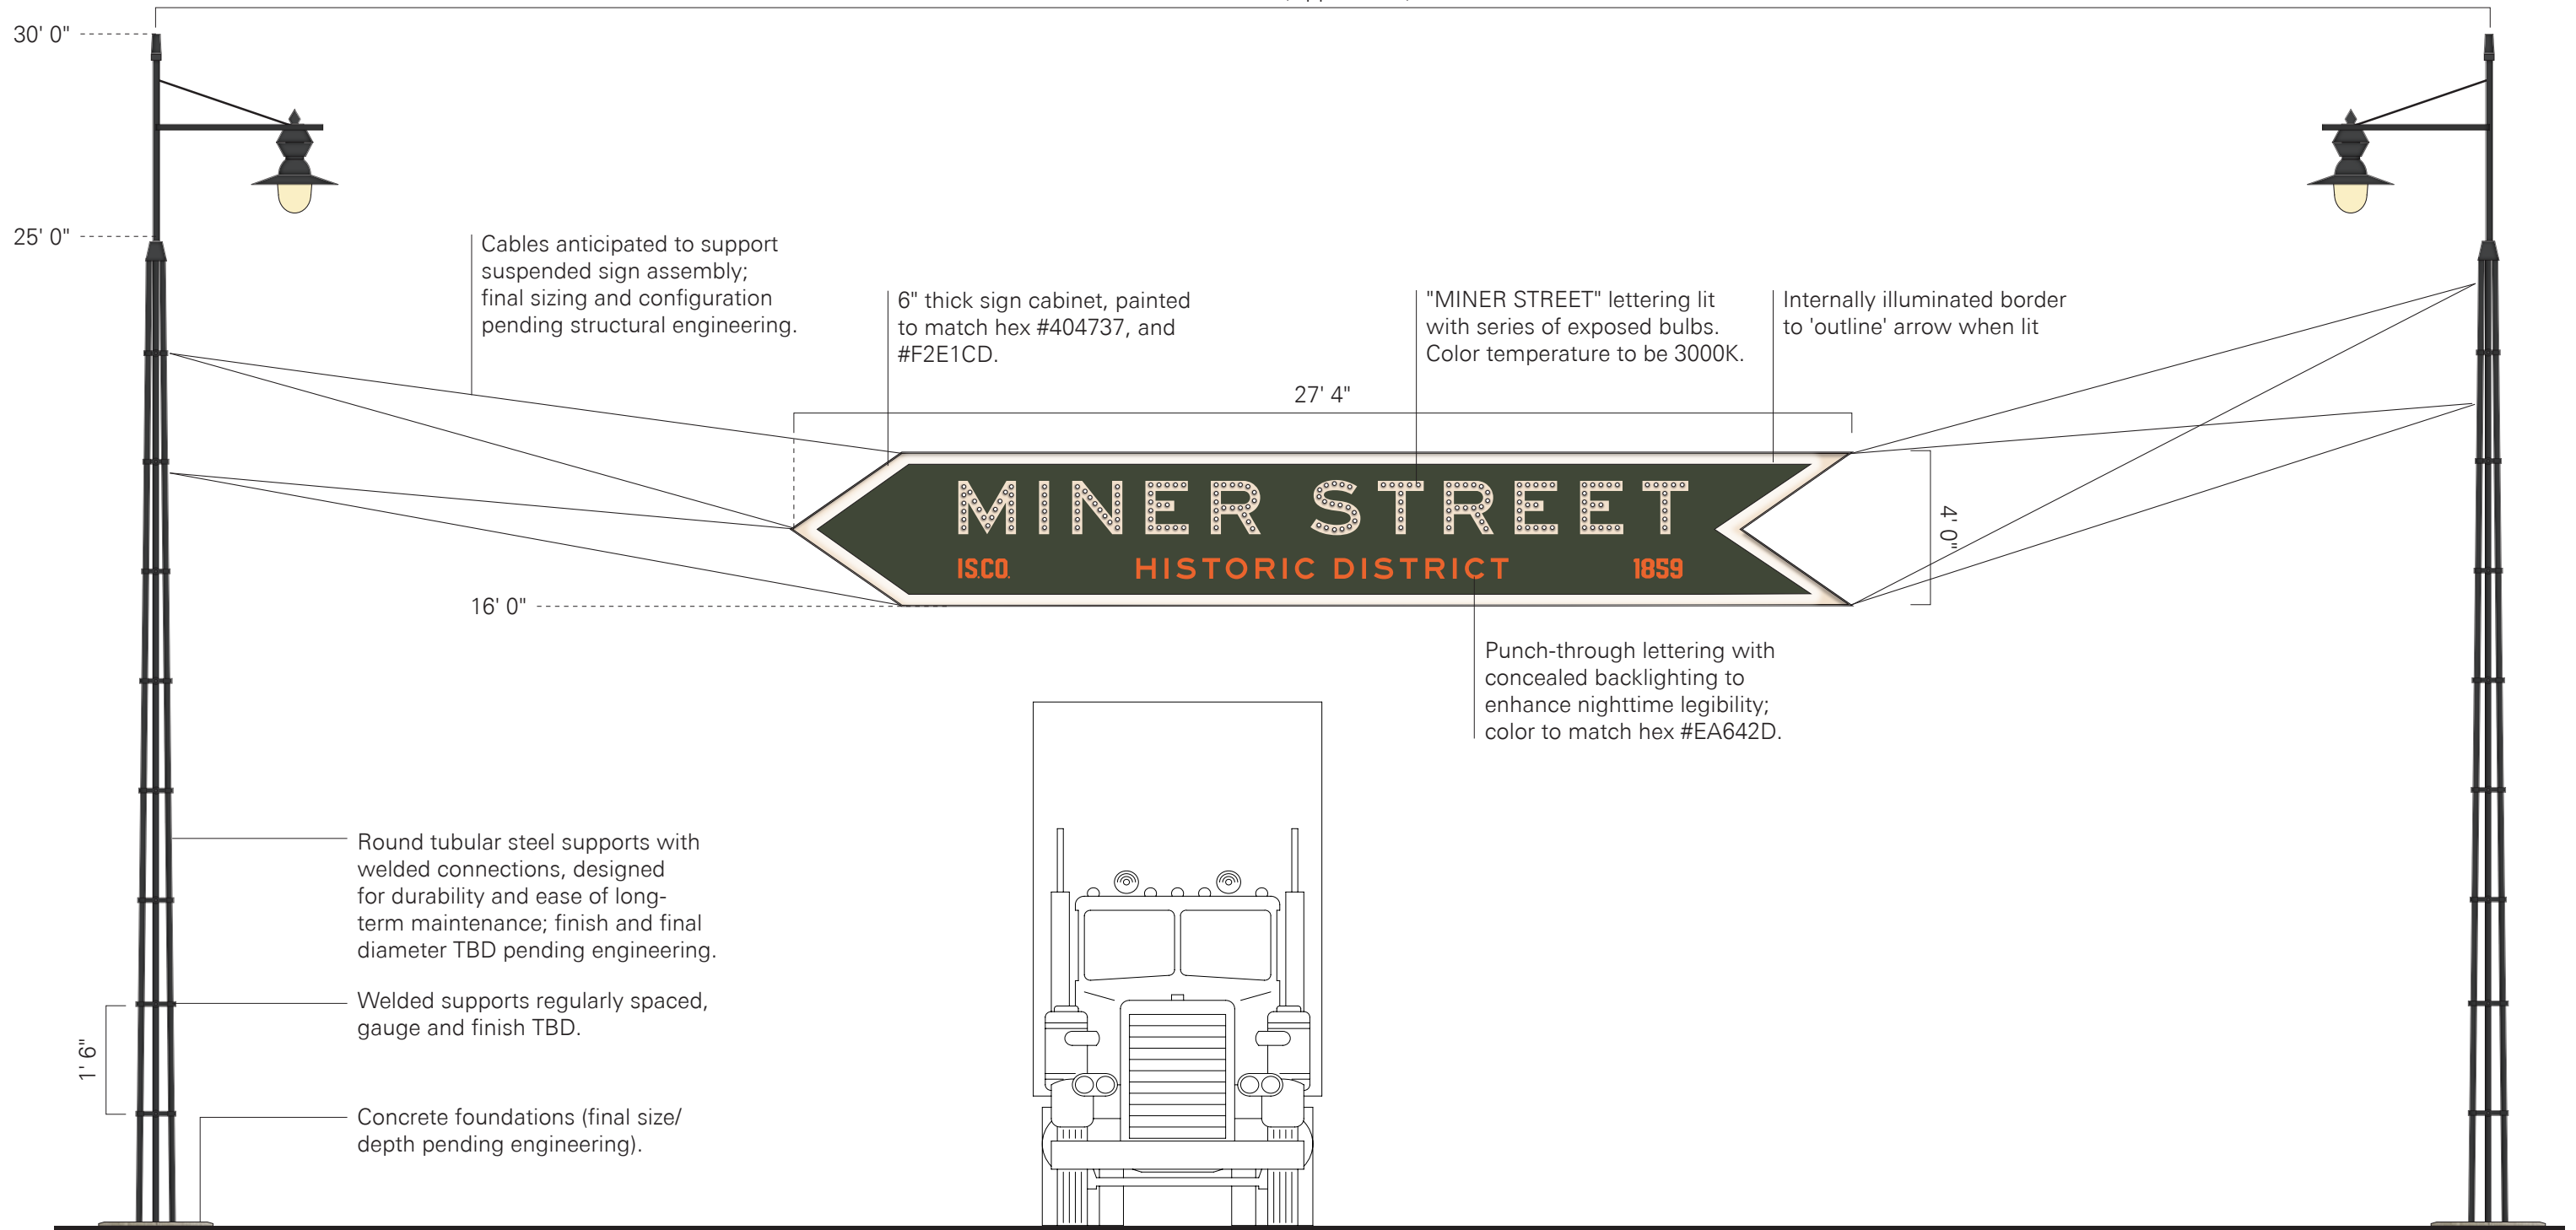 30' 0"
25' 0"
Cables anticipated to support
suspended sign assembly;
final sizing and configuration
pending structural engineering.
6" thick sign cabinet, painted
to match hex #404737, and
#F2E1CD.
"MINER STREET" lettering lit
with series of exposed bulbs.
Color temperature to be 3000K.
Internally illuminated border
to 'outline' arrow when lit
27' 4"
MINER STREET
IS.CO. HISTORIC DISTRICT 1859
4' 0"
16' 0"
Punch-through lettering with
concealed backlighting to
enhance nighttime legibility;
color to match hex #EA642D.
Round tubular steel supports with
welded connections, designed
for durability and ease of long-
term maintenance; finish and final
diameter TBD pending engineering.
Welded supports regularly spaced,
gauge and finish TBD.
1' 6"
Concrete foundations (final size/
depth pending engineering).